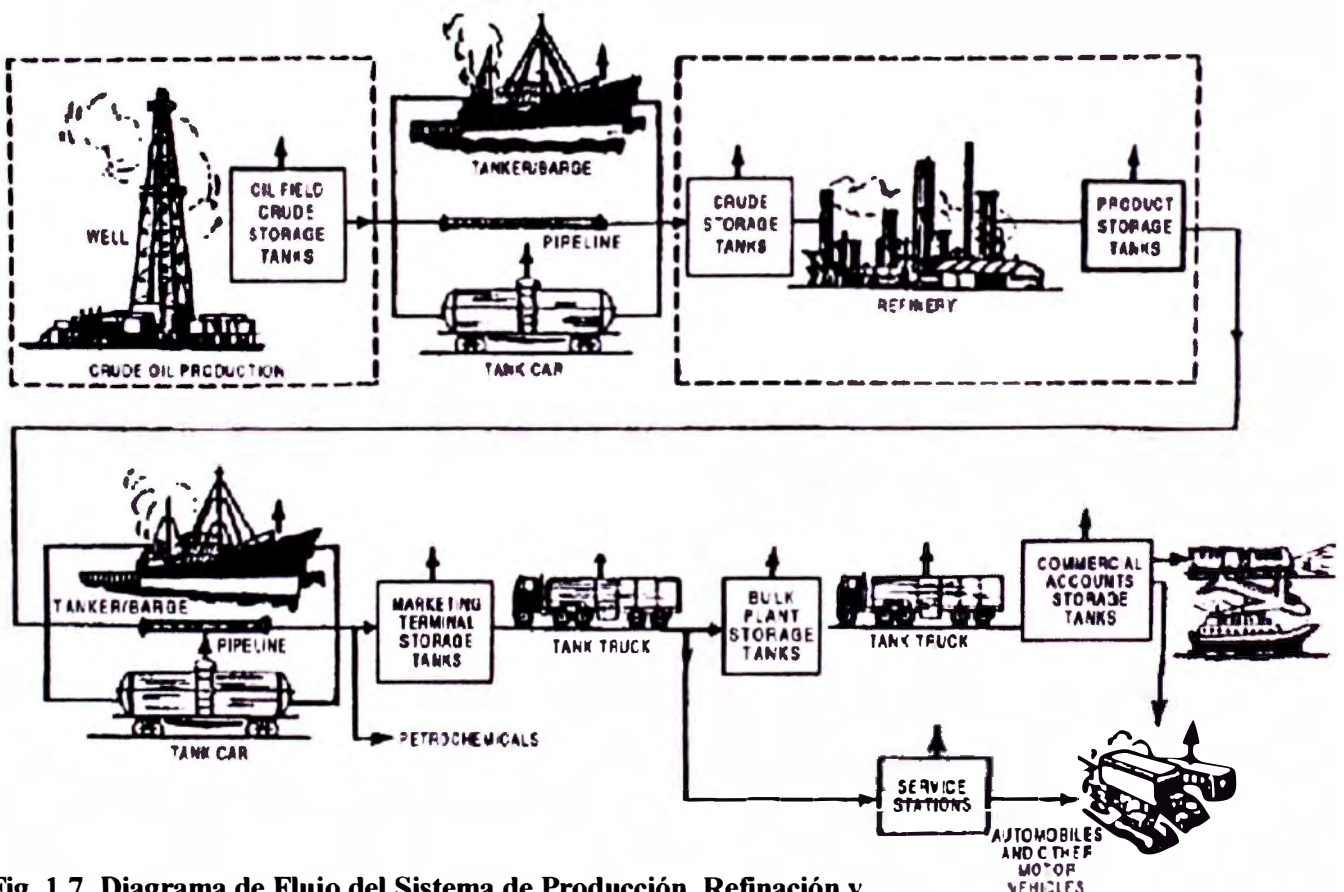 WELL
OIL FIELD
CRUDE
STORAGE
TANKS
CRUDE OIL PRODUCTION
TANKER/BARGE
PIPELINE
TANK CAR
CRUDE
STORAGE
TANKS
REFINERY
PRODUCT
STORAGE
TANKS
TANKER/BARGE
PIPELINE
TANK CAR
PETROCHEMICALS
MARKETING
TERMINAL
STORAGE
TANKS
TANK TRUCK
BULK
PLANT
STORAGE
TANKS
TANK TRUCK
COMMERCIAL
ACCOUNTS
STORAGE
TANKS
SERVICE
STATIONS
AUTOMOBILES
AND OTHER
MOTOR
VEHICLES
Fig. 1.7 Diagrama de Flujo del Sistema de Producción, Refinación y